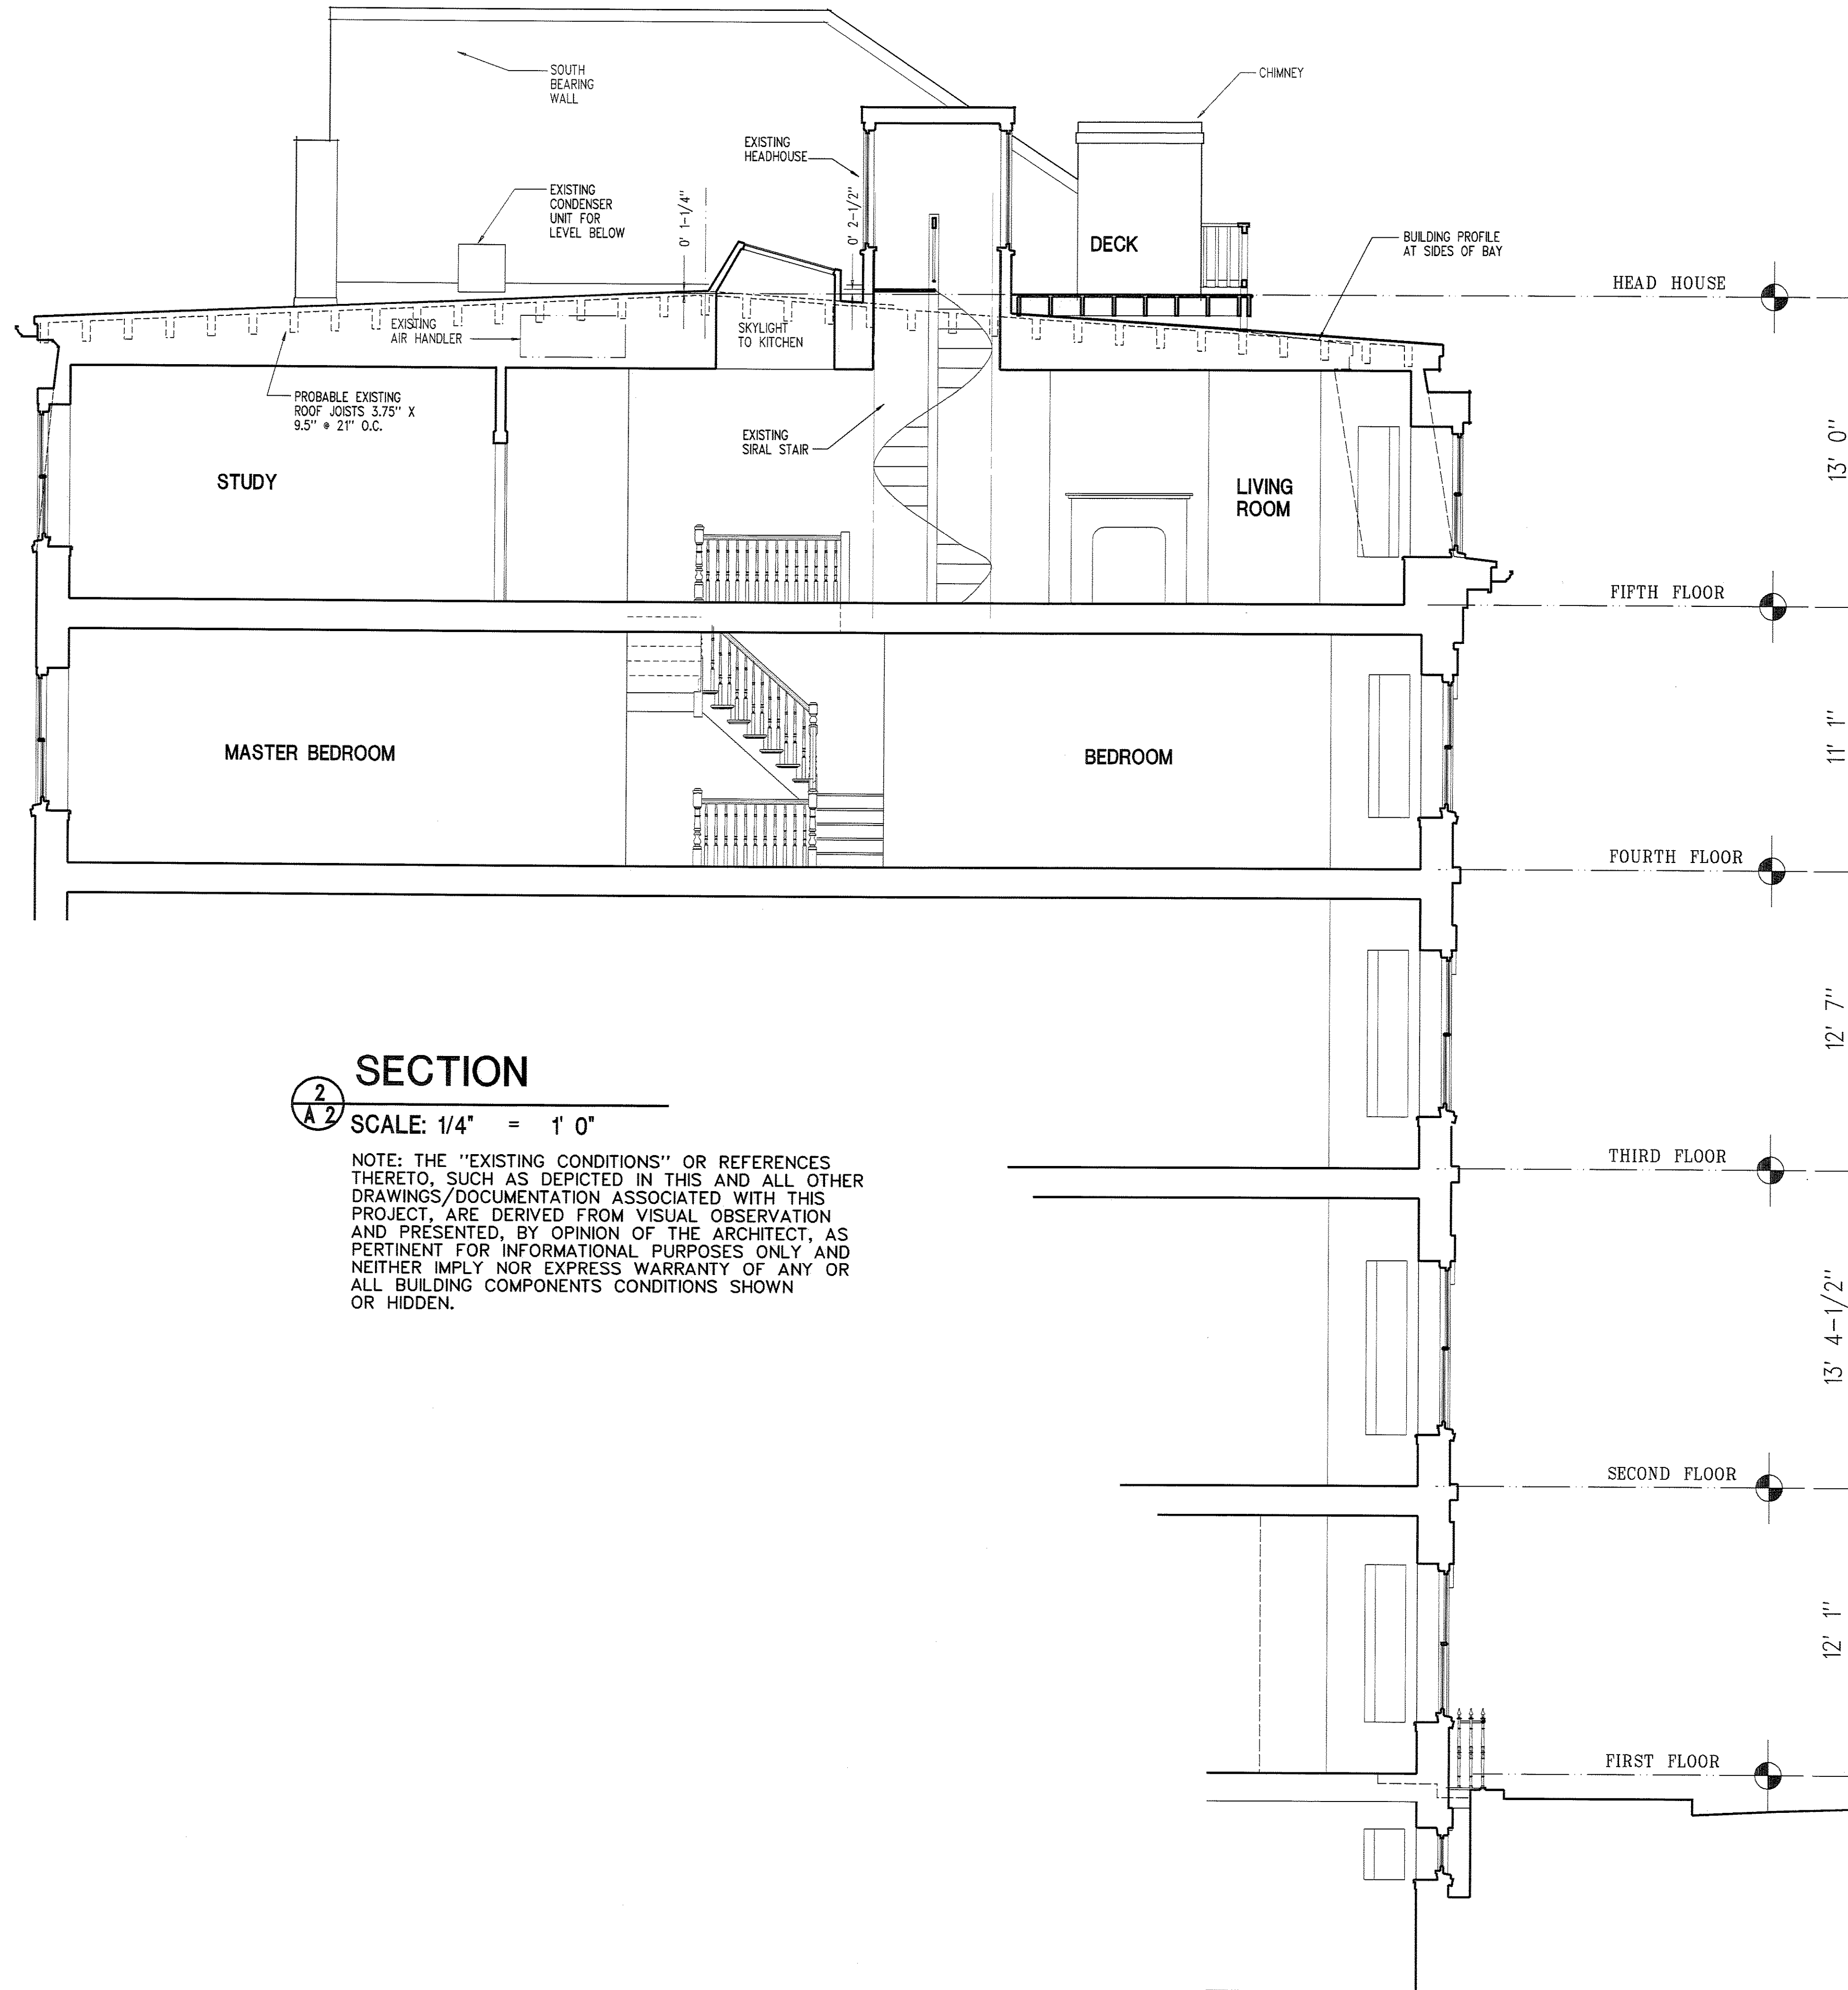 SOUTH
BEARING
WALL
CHIMNEY
EXISTING
HEADHOUSE
EXISTING
CONDENSER
UNIT FOR
LEVEL BELOW
0' 1-1/4"
0' 2-1/2"
DECK
BUILDING PROFILE
AT SIDES OF BAY
HEAD HOUSE
EXISTING
AIR HANDLER
SKYLIGHT
TO KITCHEN
PROBABLE EXISTING
ROOF JOISTS 3.75" X
9.5" @ 21" O.C.
EXISTING
SIRAL STAIR
STUDY
LIVING
ROOM
13' 0"
FIFTH FLOOR
MASTER BEDROOM
BEDROOM
11' 1"
FOURTH FLOOR
12' 7"
2
A 2
SECTION
SCALE: 1/4" = 1' 0"
NOTE: THE "EXISTING CONDITIONS" OR REFERENCES
THERETO, SUCH AS DEPICTED IN THIS AND ALL OTHER
DRAWINGS/DOCUMENTATION ASSOCIATED WITH THIS
PROJECT, ARE DERIVED FROM VISUAL OBSERVATION
AND PRESENTED, BY OPINION OF THE ARCHITECT, AS
PERTINENT FOR INFORMATIONAL PURPOSES ONLY AND
NEITHER IMPLY NOR EXPRESS WARRANTY OF ANY OR
ALL BUILDING COMPONENTS CONDITIONS SHOWN
OR HIDDEN.
THIRD FLOOR
13' 4-1/2"
SECOND FLOOR
12' 1"
FIRST FLOOR